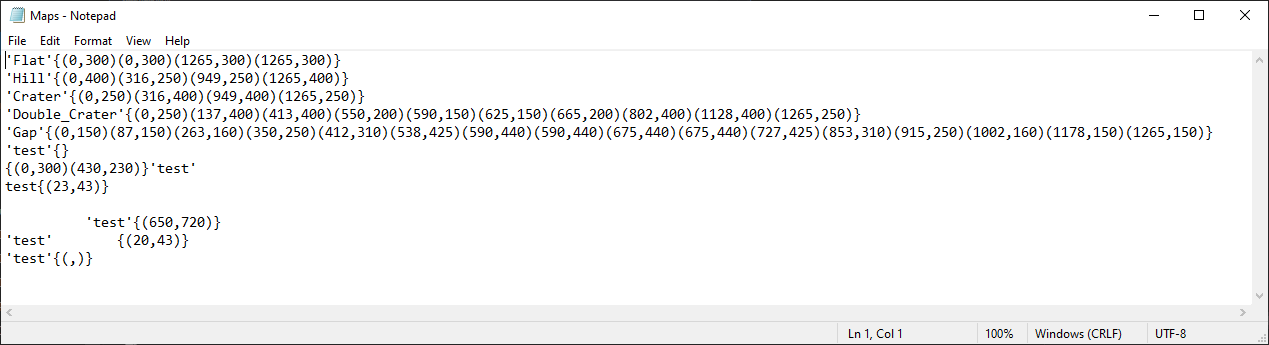 Maps - Notepad
File Edit Format View Help
'Flat'{(0,300)(0,300)(1265,300)(1265,300)}
'Hill'{(0,400)(316,250)(949,250)(1265,400)}
'Crater'{(0,250)(316,400)(949,400)(1265,250)}
'Double_Crater'{(0,250)(137,400)(413,400)(550,200)(590,150)(625,150)(665,200)(802,400)(1128,400)(1265,250)}
'Gap'{(0,150)(87,150)(263,160)(350,250)(412,310)(538,425)(590,440)(590,440)(675,440)(675,440)(727,425)(853,310)(915,250)(1002,160)(1178,150)(1265,150)}
'test'{}
{(0,300)(430,230)}'test'
test{(23,43)}
          'test'{(650,720)}
'test'        {(20,43)}
'test'{(,)}
Ln 1, Col 1 100% Windows (CRLF) UTF-8